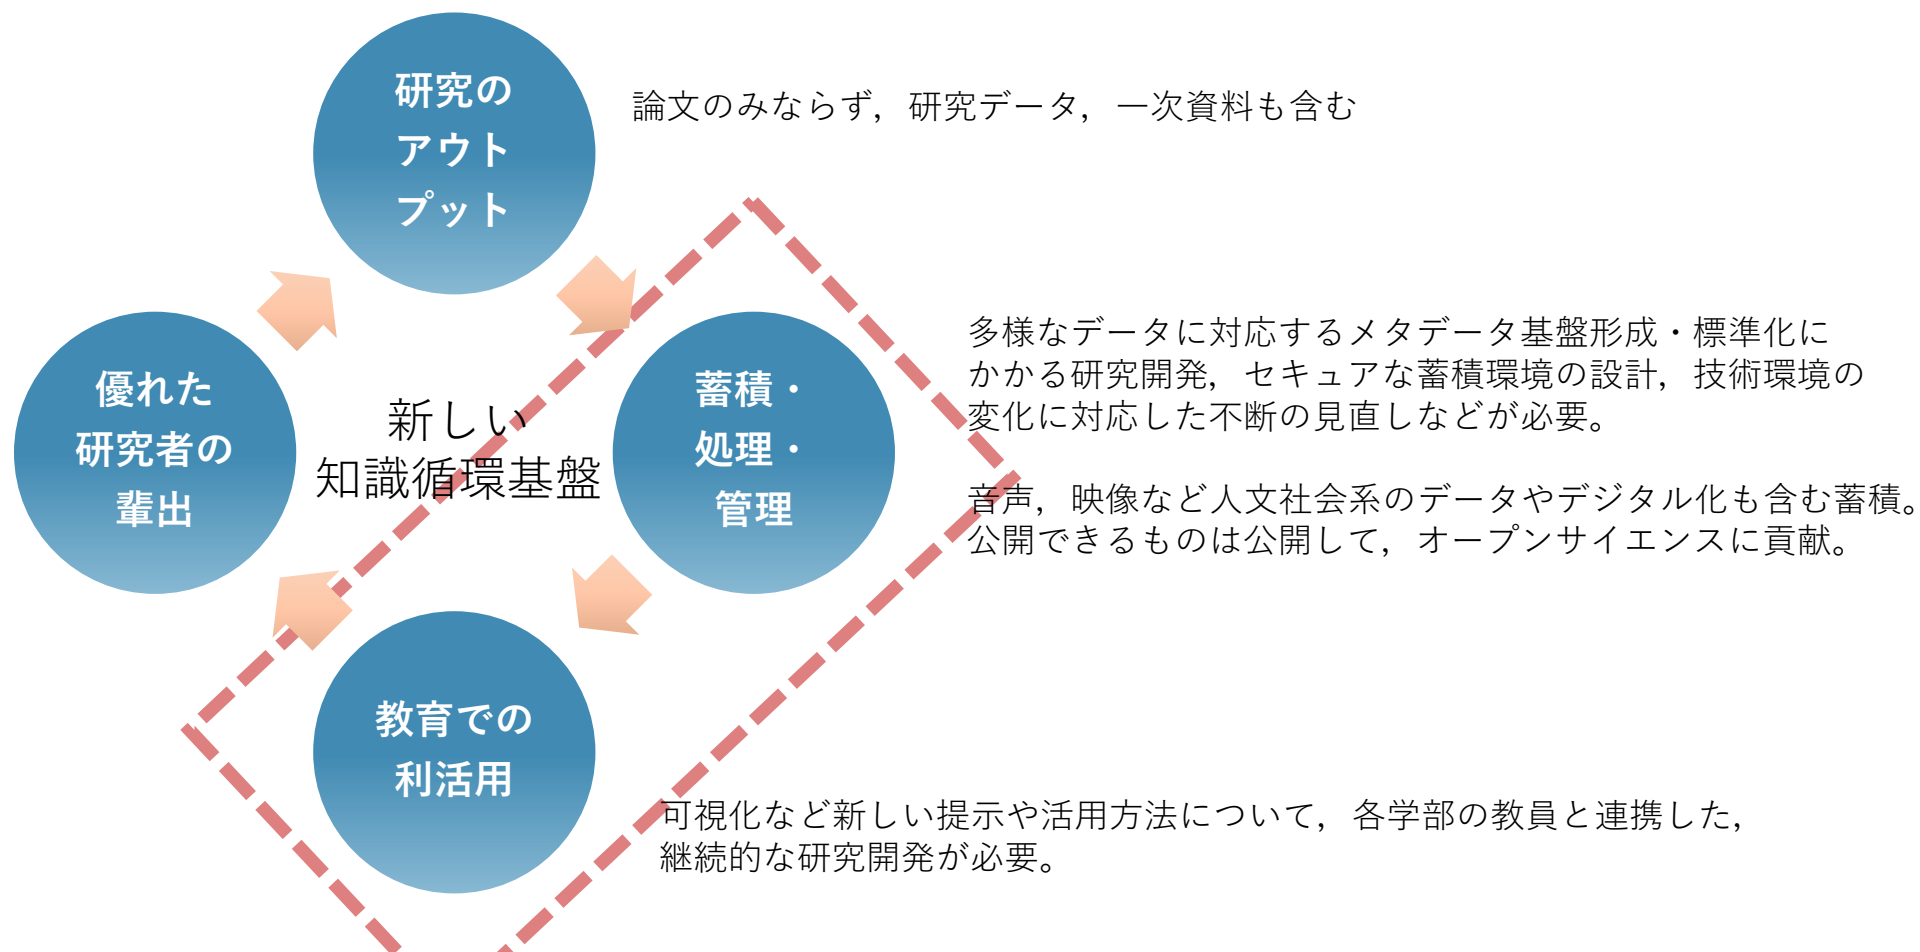 研究の
アウト
プット
論文のみならず，研究データ，一次資料も含む
優れた
研究者の
輩出
新しい
知識循環基盤
蓄積・
処理・
管理
多様なデータに対応するメタデータ基盤形成・標準化に
かかる研究開発，セキュアな蓄積環境の設計，技術環境の
変化に対応した不断の見直しなどが必要。
音声，映像など人文社会系のデータやデジタル化も含む蓄積。
公開できるものは公開して，オープンサイエンスに貢献。
教育での
利活用
可視化など新しい提示や活用方法について，各学部の教員と連携した，
継続的な研究開発が必要。